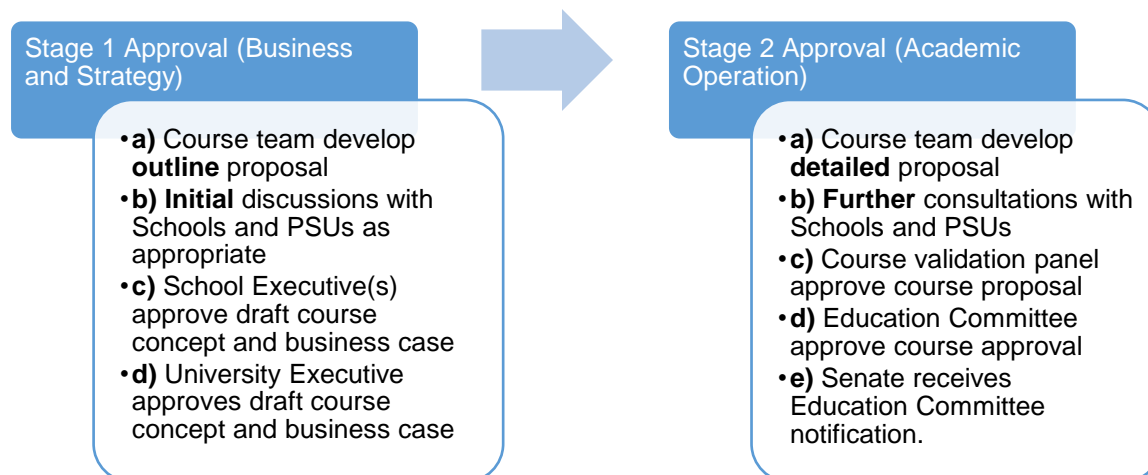 Stage 1 Approval (Business
and Strategy)
•a) Course team develop
outline proposal
•b) Initial discussions with
Schools and PSUs as
appropriate
•c) School Executive(s)
approve draft course
concept and business case
•d) University Executive
approves draft course
concept and business case
Stage 2 Approval (Academic
Operation)
•a) Course team develop
detailed proposal
•b) Further consultations with
Schools and PSUs
•c) Course validation panel
approve course proposal
•d) Education Committee
approve course approval
•e) Senate receives
Education Committee
notification.